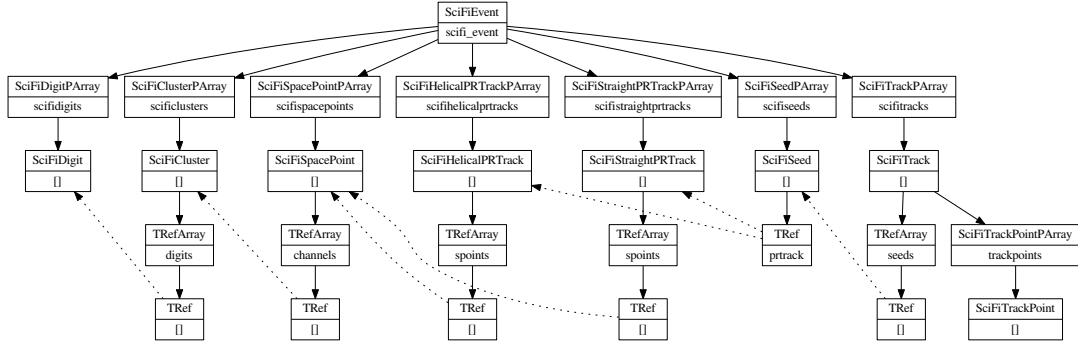 SciFiEvent
scifi_event
SciFiDigitPArray
scifidigits
SciFiClusterPArray
scificlusters
SciFiSpacePointPArray
scifispacepoints
SciFiHelicalPRTrackPArray
scifihelicalprtracks
SciFiStraightPRTrackPArray
scifistraightprtracks
SciFiSeedPArray
scifiseeds
SciFiTrackPArray
scifitracks
SciFiDigit
[]
SciFiCluster
[]
SciFiSpacePoint
[]
SciFiHelicalPRTrack
[]
SciFiStraightPRTrack
[]
SciFiSeed
[]
SciFiTrack
[]
TRefArray
digits
TRefArray
channels
TRefArray
spoints
TRefArray
spoints
TRef
prtrack
TRefArray
seeds
SciFiTrackPointPArray
trackpoints
TRef
[]
TRef
[]
TRef
[]
TRef
[]
TRef
[]
SciFiTrackPoint
[]